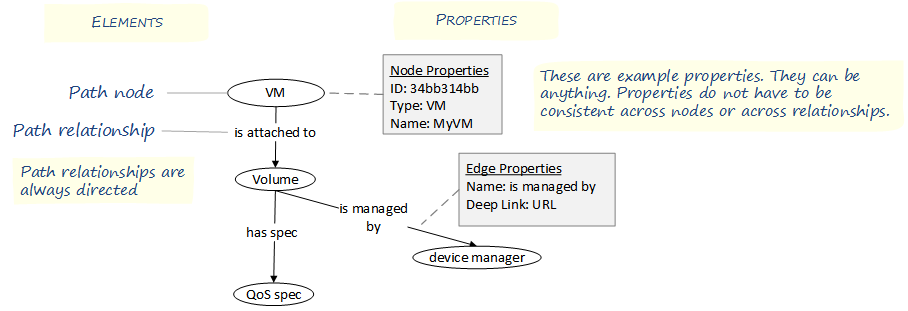 ELEMENTS
PROPERTIES
Path node
VM
Node Properties
ID: 34bb314bb
Type: VM
Name: MyVM
These are example properties. They can be
anything. Properties do not have to be
consistent across nodes or across relationships.
Path relationship
is attached to
Path relationships are
always directed
Volume
Edge Properties
Name: is managed by
Deep Link: URL
is managed
by
has spec
device manager
QoS spec